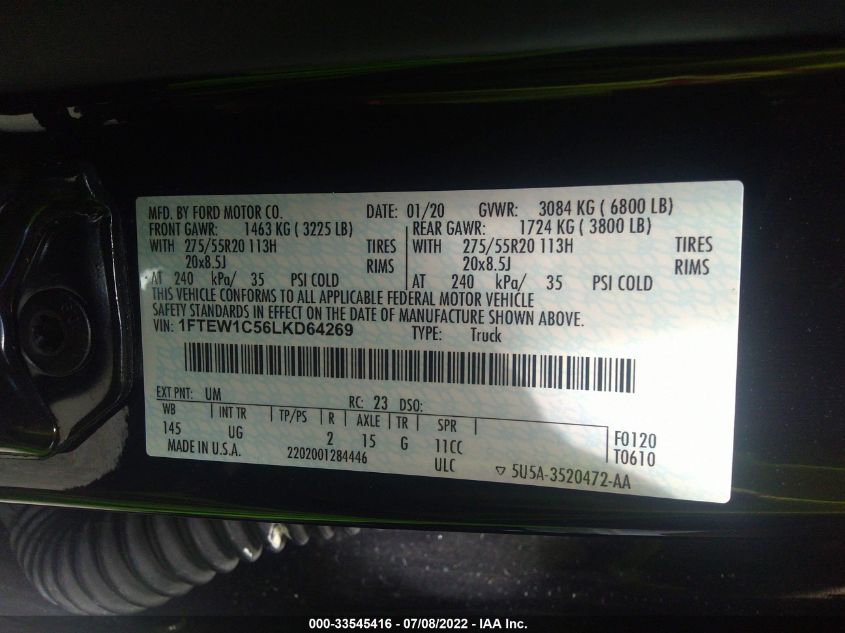 MFD. BY FORD MOTOR CO. DATE: 01/20 GVWR: 3084 KG ( 6800 LB)
FRONT GAWR: 1463 KG ( 3225 LB) REAR GAWR: 1724 KG ( 3800 LB)
WITH 275/55R20 113H TIRES WITH 275/55R20 113H TIRES
20x8.5J RIMS 20x8.5J RIMS
AT 240 kPa/ 35 PSI COLD AT 240 kPa/ 35 PSI COLD
THIS VEHICLE CONFORMS TO ALL APPLICABLE FEDERAL MOTOR VEHICLE
SAFETY STANDARDS IN EFFECT ON THE DATE OF MANUFACTURE SHOWN ABOVE.
VIN: 1FTEW1C56LKD64269 TYPE: Truck
EXT PNT: UM RC: 23 DSO:
WB INT TR TP/PS R AXLE TR SPR
145 UG 2 15 G 11CC F0120
MADE IN U.S.A. 2202001284446 ULC T0610
▽ 5U5A-3520472-AA
000-33545416 - 07/08/2022 - IAA Inc.